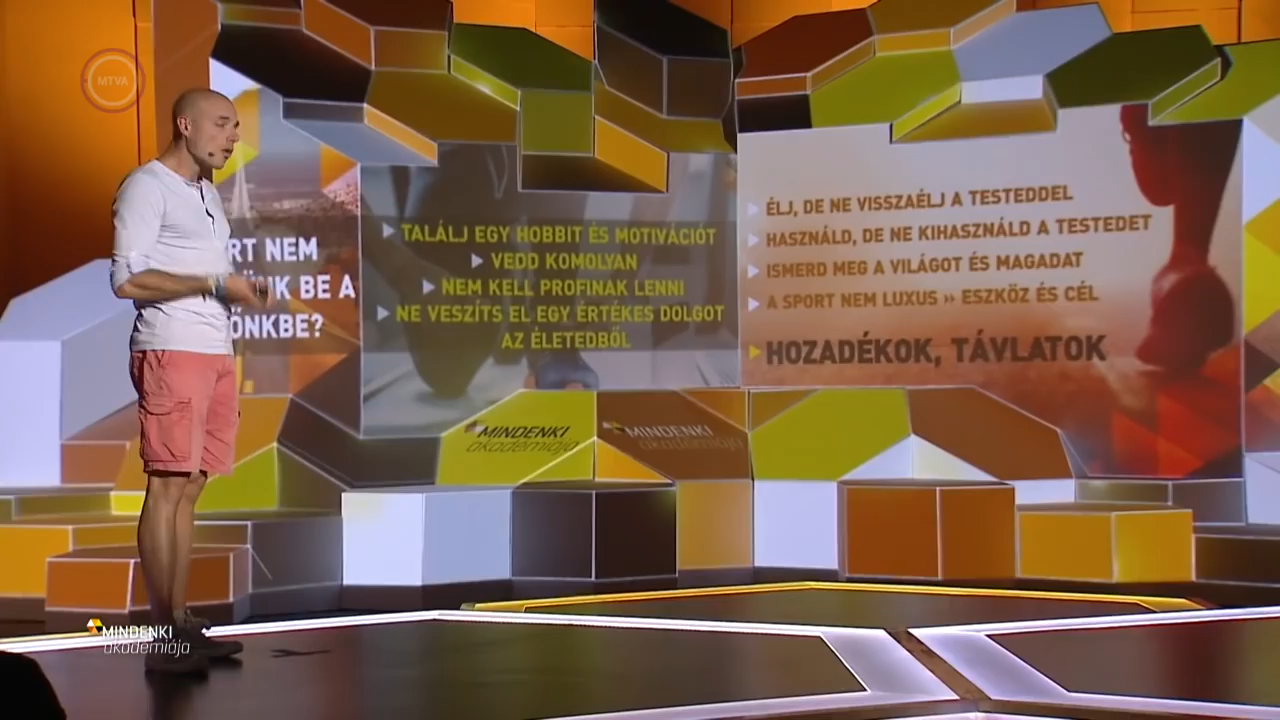 MTVA
RT NEM
NK BE A
ÖNKBE?
TALÁLJ EGY HOBBIT ÉS MOTIVÁCIÓT
VEDD KOMOLYAN
NEM KELL PROFINAK LENNI
NE VESZÍTS EL EGY ÉRTÉKES DOLGOT
AZ ÉLETEDBŐL
ÉLJ, DE NE VISSZAÉLJ A TESTEDDEL
HASZNÁLD, DE NE KIHASZNÁLD A TESTEDET
ISMERD MEG A VILÁGOT ÉS MAGADAT
A SPORT NEM LUXUS » ESZKÖZ ÉS CÉL
HOZADÉKOK, TÁVLATOK
MINDENKI
akadémiája
MINDENKI
akadémiája
MINDENKI
akadémiája